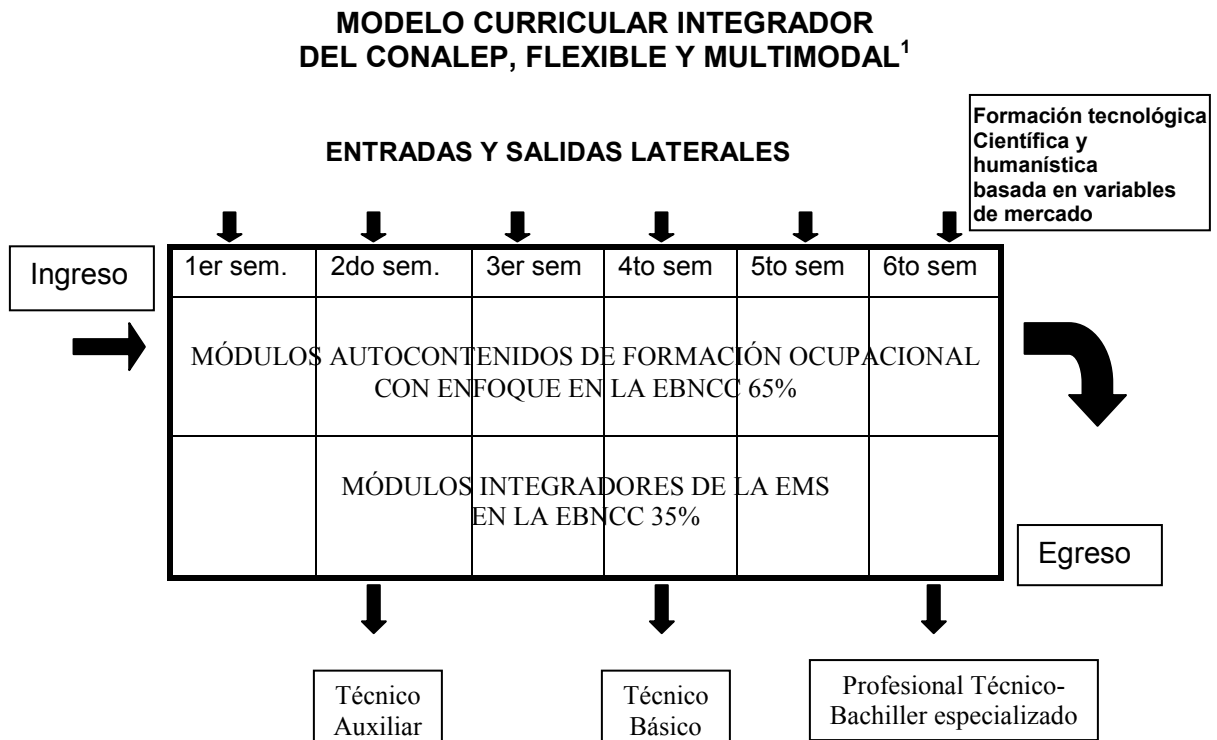 MODELO CURRICULAR INTEGRADOR
DEL CONALEP, FLEXIBLE Y MULTIMODAL¹
Formación tecnológica
Científica y
humanística
basada en variables
de mercado
ENTRADAS Y SALIDAS LATERALES
Ingreso
1er sem. 2do sem. 3er sem 4to sem 5to sem 6to sem
MÓDULOS AUTOCONTENIDOS DE FORMACIÓN OCUPACIONAL
CON ENFOQUE EN LA EBNCC 65%
MÓDULOS INTEGRADORES DE LA EMS
EN LA EBNCC 35%
Egreso
Técnico
Auxiliar
Técnico
Básico
Profesional Técnico-
Bachiller especializado